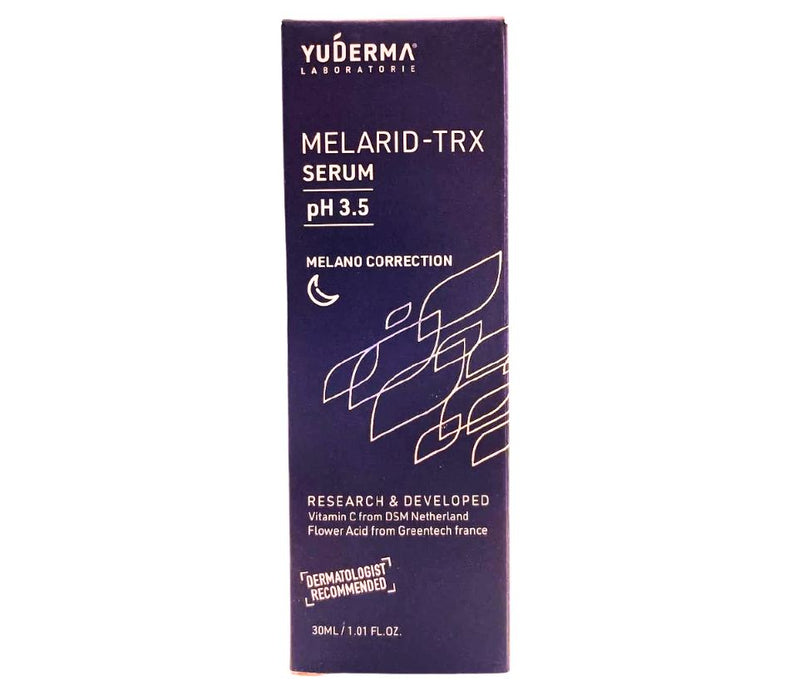 YUDERMA®
LABORATORIE
MELARID-TRX
SERUM
pH 3.5
MELANO CORRECTION
RESEARCH & DEVELOPED
Vitamin C from DSM Netherland
Flower Acid from Greentech france
DERMATOLOGIST
RECOMMENDED
30ML / 1.01 FL.OZ.